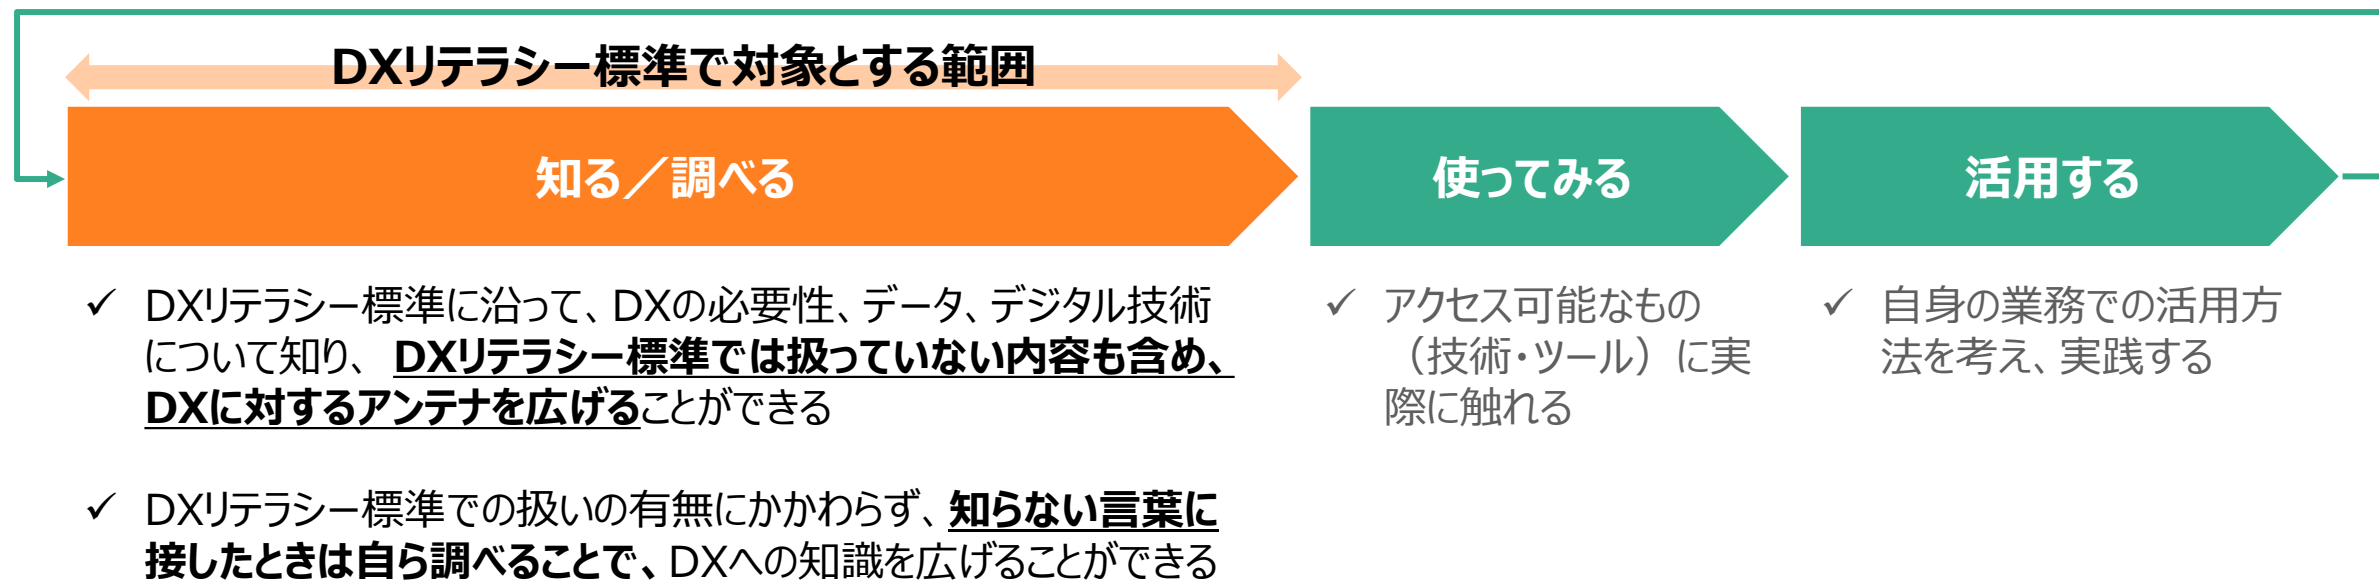 DXリテラシー標準で対象とする範囲
知る／調べる
使ってみる
活用する
✓ DXリテラシー標準に沿って、DXの必要性、データ、デジタル技術
について知り、 DXリテラシー標準では扱っていない内容も含め、
DXに対するアンテナを広げることができる
✓ DXリテラシー標準での扱いの有無にかかわらず、知らない言葉に
接したときは自ら調べることで、DXへの知識を広げることができる
✓ アクセス可能なもの
（技術・ツール）に実
際に触れる
✓ 自身の業務での活用方
法を考え、実践する